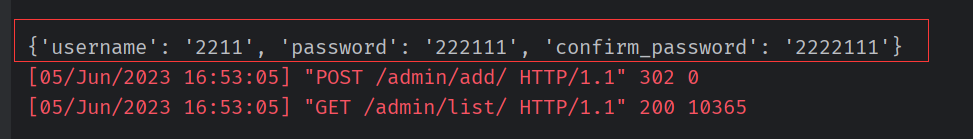 {'username': '2211', 'password': '222111', 'confirm_password': '2222111'}
[05/Jun/2023 16:53:05] "POST /admin/add/ HTTP/1.1" 302 0
[05/Jun/2023 16:53:05] "GET /admin/list/ HTTP/1.1" 200 10365